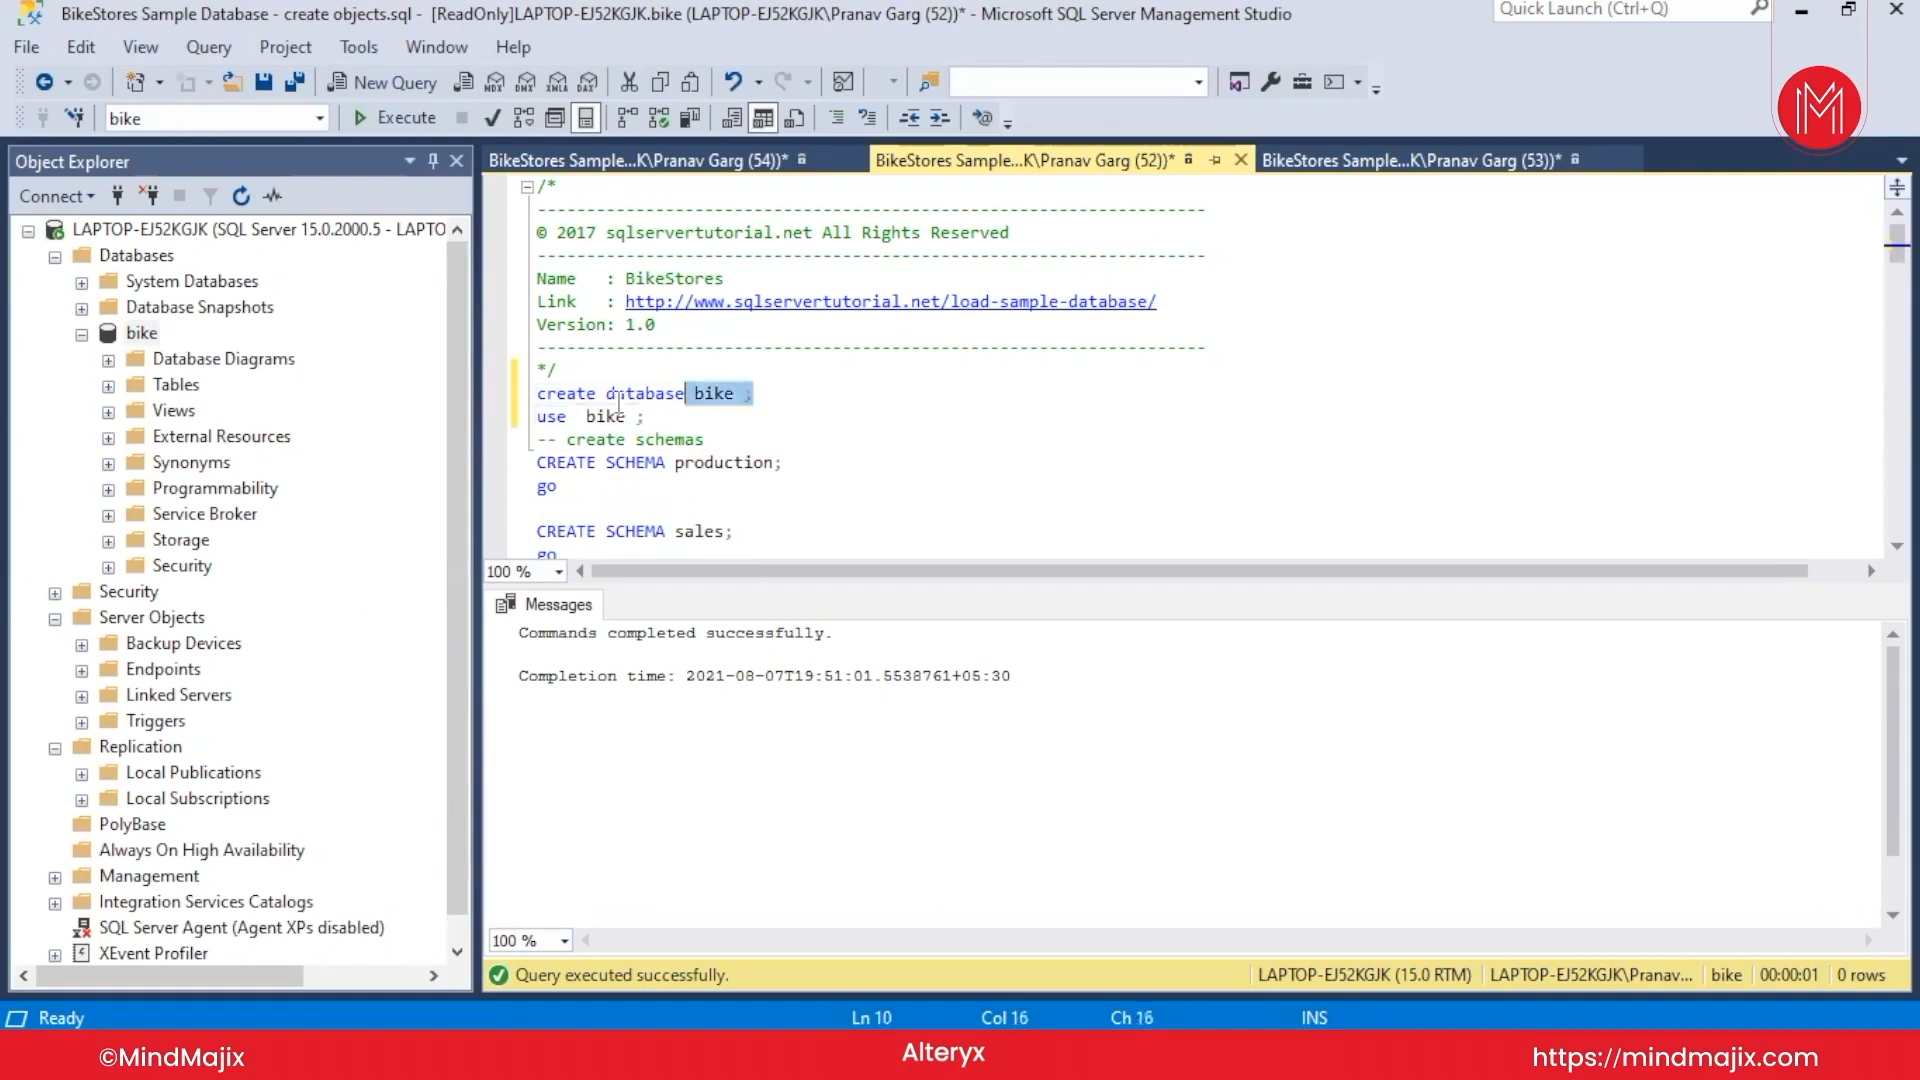 BikeStores Sample Database - create objects.sql - [ReadOnly]LAPTOP-EJ52KGJK.bike (LAPTOP-EJ52KGJK\Pranav Garg (52))* - Microsoft SQL Server Management Studio
Quick Launch (Ctrl+Q)
File Edit View Query Project Tools Window Help
New Query MDX DMX XMLA DAX
bike Execute
M
Object Explorer
BikeStores Sample...K\Pranav Garg (54))*
BikeStores Sample...K\Pranav Garg (52))*
BikeStores Sample...K\Pranav Garg (53))*
Connect
LAPTOP-EJ52KGJK (SQL Server 15.0.2000.5 - LAPTO
Databases
System Databases
Database Snapshots
bike
Database Diagrams
Tables
Views
External Resources
Synonyms
Programmability
Service Broker
Storage
Security
Security
Server Objects
Backup Devices
Endpoints
Linked Servers
Triggers
Replication
Local Publications
Local Subscriptions
PolyBase
Always On High Availability
Management
Integration Services Catalogs
SQL Server Agent (Agent XPs disabled)
XEvent Profiler
/*
--------------------------------------------------------------------
© 2017 sqlservertutorial.net All Rights Reserved
--------------------------------------------------------------------
Name   : BikeStores
Link   : http://www.sqlservertutorial.net/load-sample-database/
Version: 1.0
--------------------------------------------------------------------
*/
create database bike ;
use  bike ;
-- create schemas
CREATE SCHEMA production;
go
CREATE SCHEMA sales;
go
100 %
Messages
Commands completed successfully.
Completion time: 2021-08-07T19:51:01.5538761+05:30
100 %
Query executed successfully.
LAPTOP-EJ52KGJK (15.0 RTM) LAPTOP-EJ52KGJK\Pranav... bike 00:00:01 0 rows
Ready Ln 10 Col 16 Ch 16 INS
©MindMajix Alteryx https://mindmajix.com